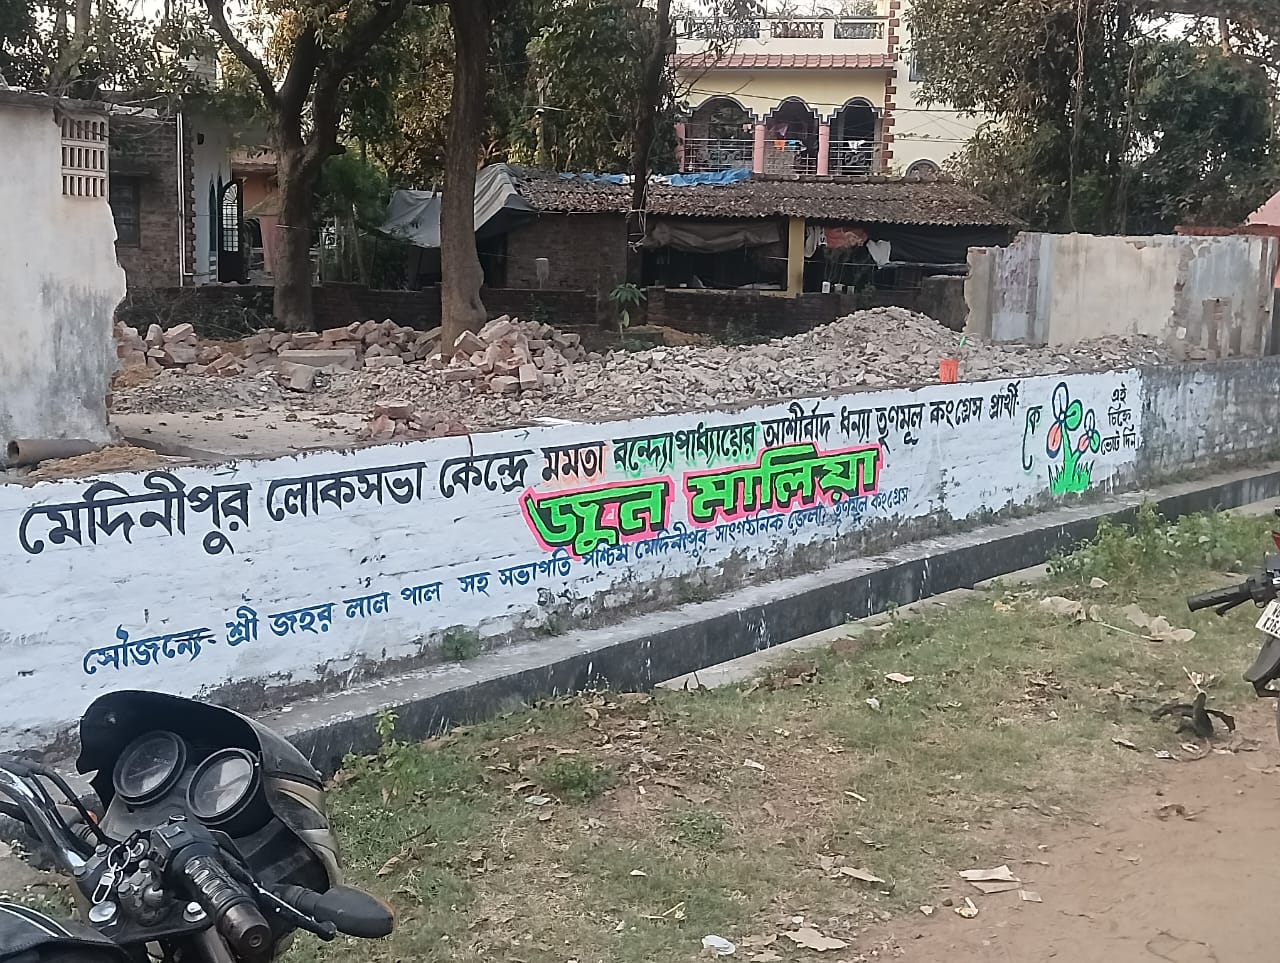 মেদিনীপুর লোকসভা কেন্দ্রে মমতা বন্দ্যোপাধ্যায়ের আশীর্বাদ ধন্যা তৃণমূল কংগ্রেস প্রার্থী
জুন মালিয়া
কে
এই
চিহ্নে
ভোট দিন
সৌজন্যে- শ্রী জহর লাল পাল সহ সভাপতি পশ্চিম মেদিনীপুর সাংগঠনিক জেলা, তৃণমূল কংগ্রেস